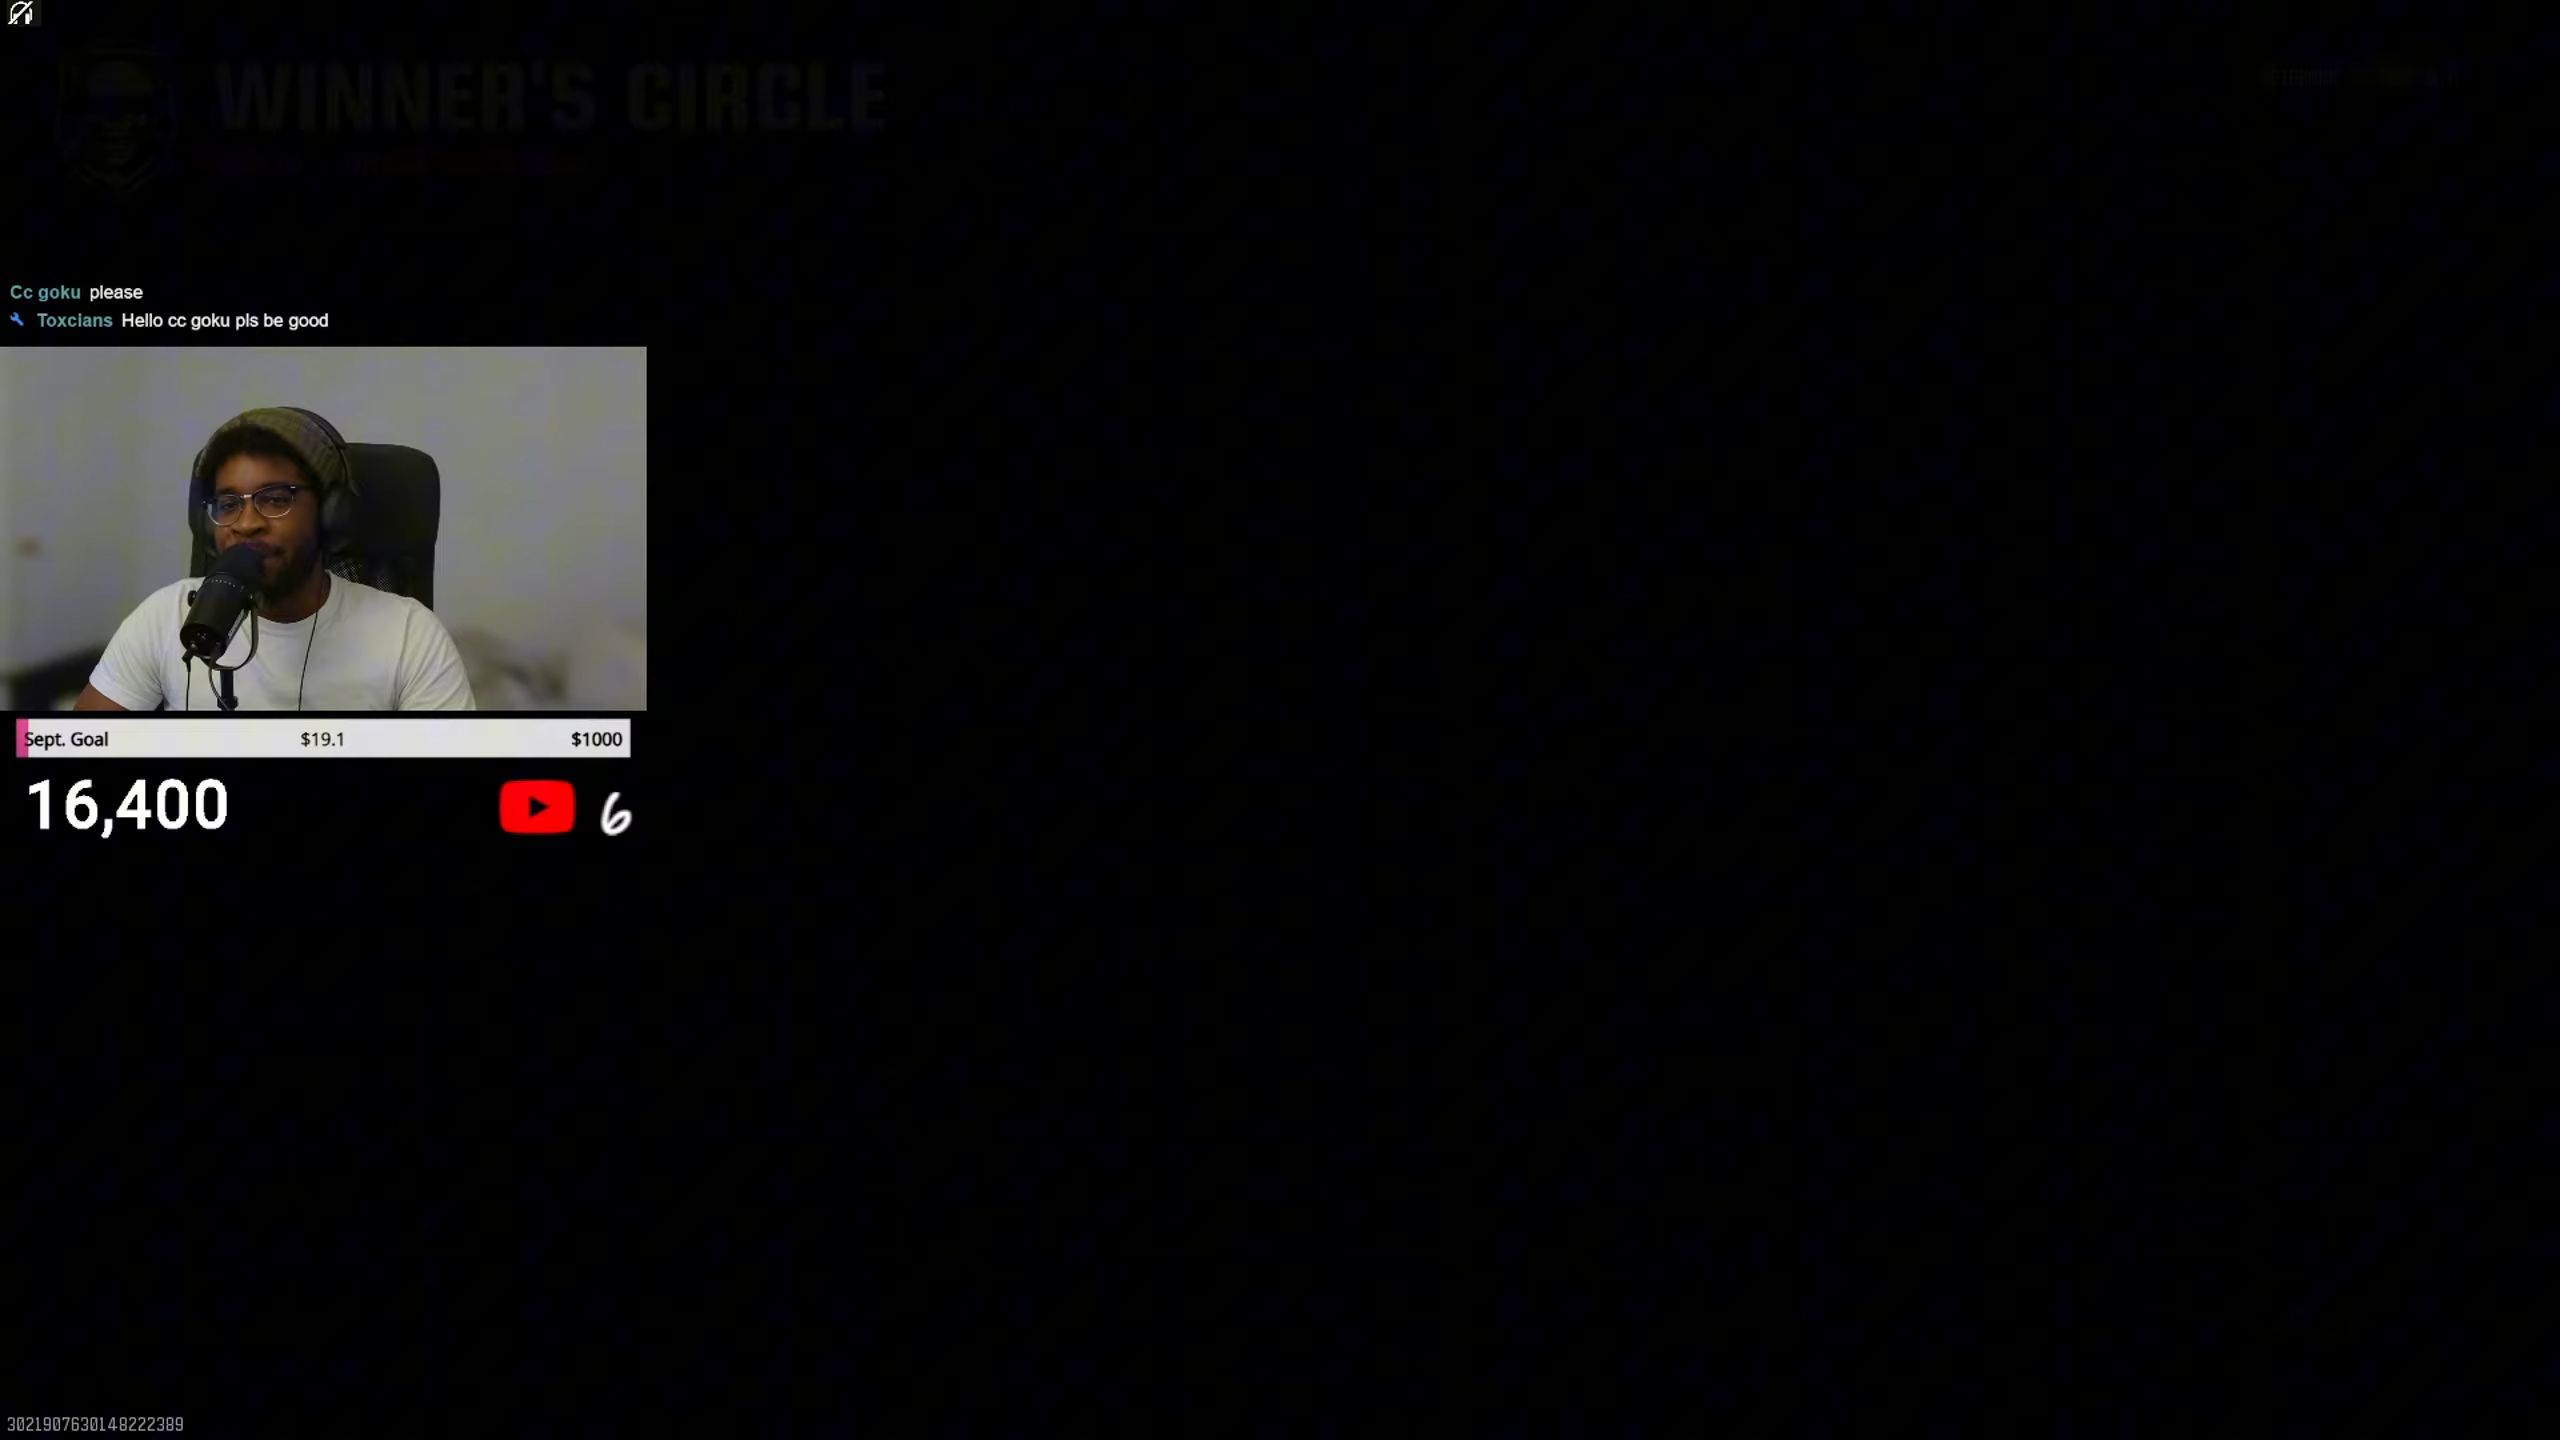 WINNER'S CIRCLE
Cc goku please
Toxcians Hello cc goku pls be good
Sept. Goal $19.1 $1000
16,400
6
3021907630148222389